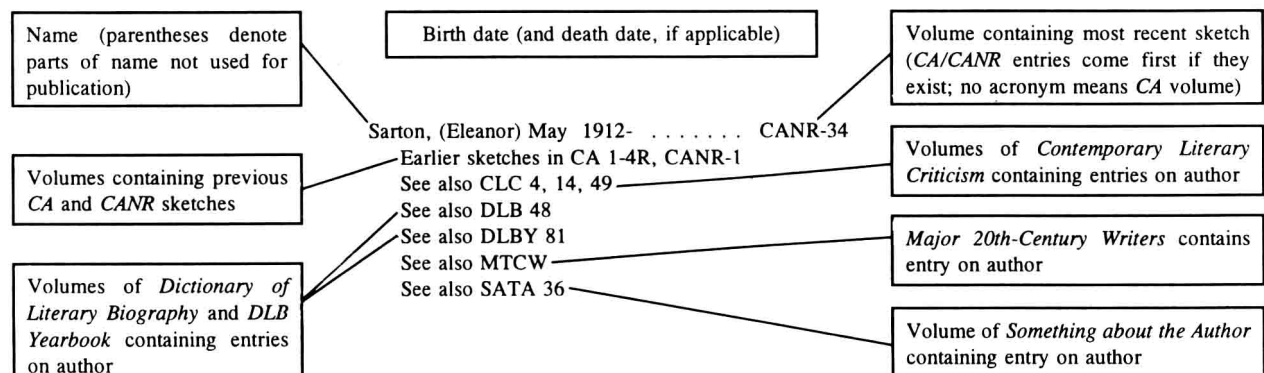 Name (parentheses denote
parts of name not used for
publication)
Birth date (and death date, if applicable)
Volume containing most recent sketch
(CA/CANR entries come first if they
exist; no acronym means CA volume)
Sarton, (Eleanor) May 1912- . . . . . . . CANR-34
Earlier sketches in CA 1-4R, CANR-1
See also CLC 4, 14, 49
See also DLB 48
See also DLBY 81
See also MTCW
See also SATA 36
Volumes containing previous
CA and CANR sketches
Volumes of Dictionary of
Literary Biography and DLB
Yearbook containing entries
on author
Volumes of Contemporary Literary
Criticism containing entries on author
Major 20th-Century Writers contains
entry on author
Volume of Something about the Author
containing entry on author